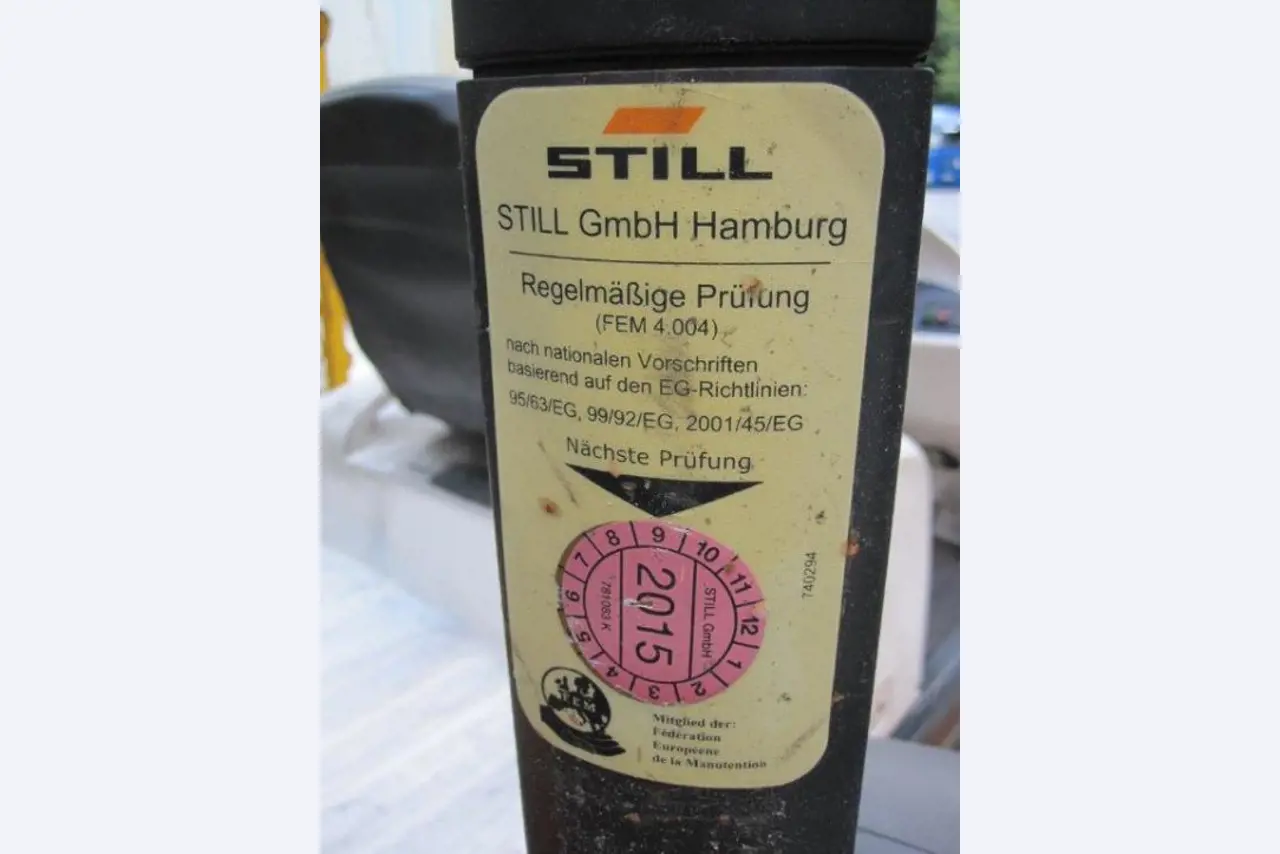 STILL
STILL GmbH Hamburg
Regelmäßige Prüfung
(FEM 4.004)
nach nationalen Vorschriften
basierend auf den EG-Richtlinien:
95/63/EG, 99/92/EG, 2001/45/EG
Nächste Prüfung
1 2 3 4 5 6 7 8 9 10 11 12
STILL GmbH
2015
781083 K
740294
FEM
Mitglied der:
Fédération
Européene
de la Manutention